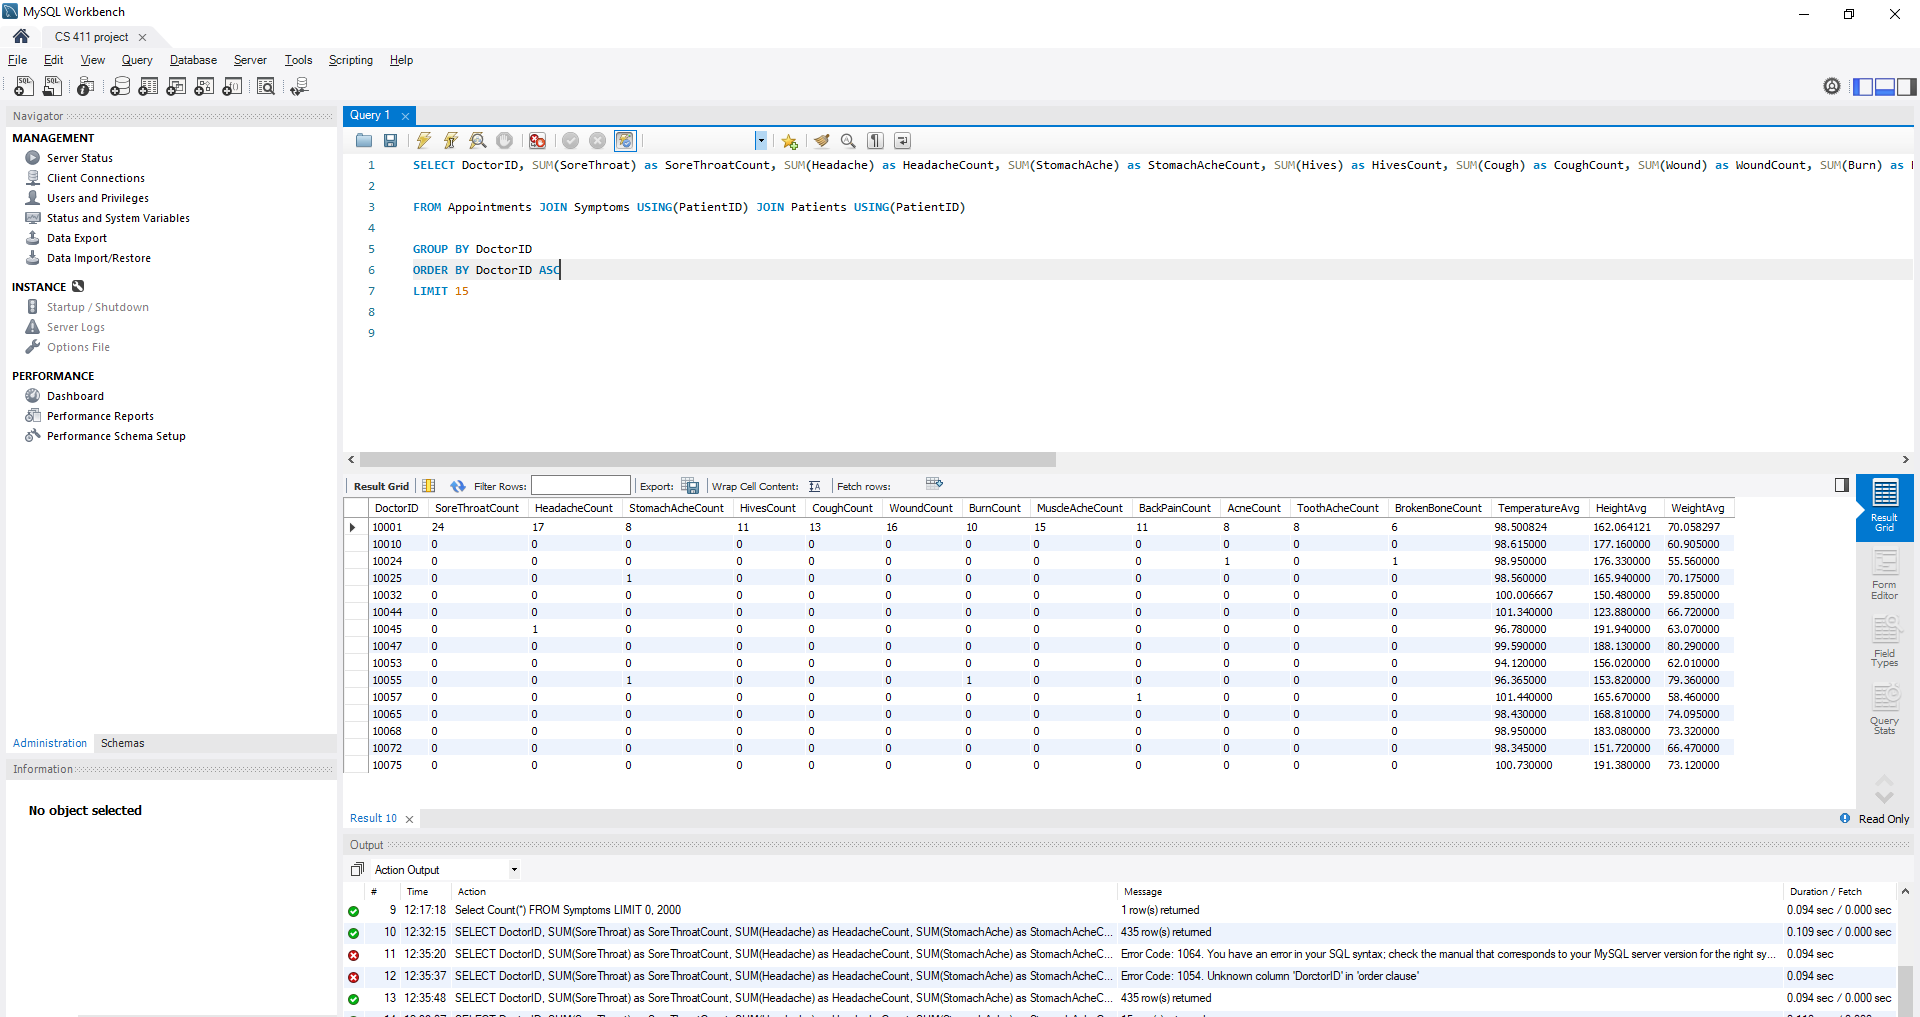 MySQL Workbench
CS 411 project
File Edit View Query Database Server Tools Scripting Help
Navigator
MANAGEMENT
Server Status
Client Connections
Users and Privileges
Status and System Variables
Data Export
Data Import/Restore
INSTANCE
Startup / Shutdown
Server Logs
Options File
PERFORMANCE
Dashboard
Performance Reports
Performance Schema Setup
Administration Schemas
Information
No object selected
Query 1
1 SELECT DoctorID, SUM(SoreThroat) as SoreThroatCount, SUM(Headache) as HeadacheCount, SUM(StomachAche) as StomachAcheCount, SUM(Hives) as HivesCount, SUM(Cough) as CoughCount, SUM(Wound) as WoundCount, SUM(Burn) as
2
3 FROM Appointments JOIN Symptoms USING(PatientID) JOIN Patients USING(PatientID)
4
5 GROUP BY DoctorID
6 ORDER BY DoctorID ASC
7 LIMIT 15
8
9
Result Grid Filter Rows: Export: Wrap Cell Content: Fetch rows:
DoctorID SoreThroatCount HeadacheCount StomachAcheCount HivesCount CoughCount WoundCount BurnCount MuscleAcheCount BackPainCount AcneCount ToothAcheCount BrokenBoneCount TemperatureAvg HeightAvg WeightAvg
10001 24 17 8 11 13 16 10 15 11 8 8 6 98.500824 162.064121 70.058297
10010 0 0 0 0 0 0 0 0 0 0 0 0 98.615000 177.160000 60.905000
10024 0 0 0 0 0 0 0 0 0 1 0 1 98.950000 176.330000 55.560000
10025 0 0 1 0 0 0 0 0 0 0 0 0 98.560000 165.940000 70.175000
10032 0 0 0 0 0 0 0 0 0 0 0 0 100.006667 150.480000 59.850000
10044 0 0 0 0 0 0 0 0 0 0 0 0 101.340000 123.880000 66.720000
10045 0 1 0 0 0 0 0 0 0 0 0 0 96.780000 191.940000 63.070000
10047 0 0 0 0 0 0 0 0 0 0 0 0 99.590000 188.130000 80.290000
10053 0 0 0 0 0 0 0 0 0 0 0 0 94.120000 156.020000 62.010000
10055 0 0 1 0 0 0 1 0 0 0 0 0 96.365000 153.820000 79.360000
10057 0 0 0 0 0 0 0 0 1 0 0 0 101.440000 165.670000 58.460000
10065 0 0 0 0 0 0 0 0 0 0 0 0 98.430000 168.810000 74.095000
10068 0 0 0 0 0 0 0 0 0 0 0 0 98.950000 183.080000 73.320000
10072 0 0 0 0 0 0 0 0 0 0 0 0 98.345000 151.720000 66.470000
10075 0 0 0 0 0 0 0 0 0 0 0 0 100.730000 191.380000 73.120000
Result Grid
Form Editor
Field Types
Query Stats
Result 10
Read Only
Output
Action Output
# Time Action Message Duration / Fetch
9 12:17:18 Select Count(*) FROM Symptoms LIMIT 0, 2000 1 row(s) returned 0.094 sec / 0.000 sec
10 12:32:15 SELECT DoctorID, SUM(SoreThroat) as SoreThroatCount, SUM(Headache) as HeadacheCount, SUM(StomachAche) as StomachAcheC... 435 row(s) returned 0.109 sec / 0.000 sec
11 12:35:20 SELECT DoctorID, SUM(SoreThroat) as SoreThroatCount, SUM(Headache) as HeadacheCount, SUM(StomachAche) as StomachAcheC... Error Code: 1064. You have an error in your SQL syntax; check the manual that corresponds to your MySQL server version for the right sy... 0.094 sec
12 12:35:37 SELECT DoctorID, SUM(SoreThroat) as SoreThroatCount, SUM(Headache) as HeadacheCount, SUM(StomachAche) as StomachAcheC... Error Code: 1054. Unknown column 'DorctorID' in 'order clause' 0.094 sec
13 12:35:48 SELECT DoctorID, SUM(SoreThroat) as SoreThroatCount, SUM(Headache) as HeadacheCount, SUM(StomachAche) as StomachAcheC... 435 row(s) returned 0.094 sec / 0.000 sec